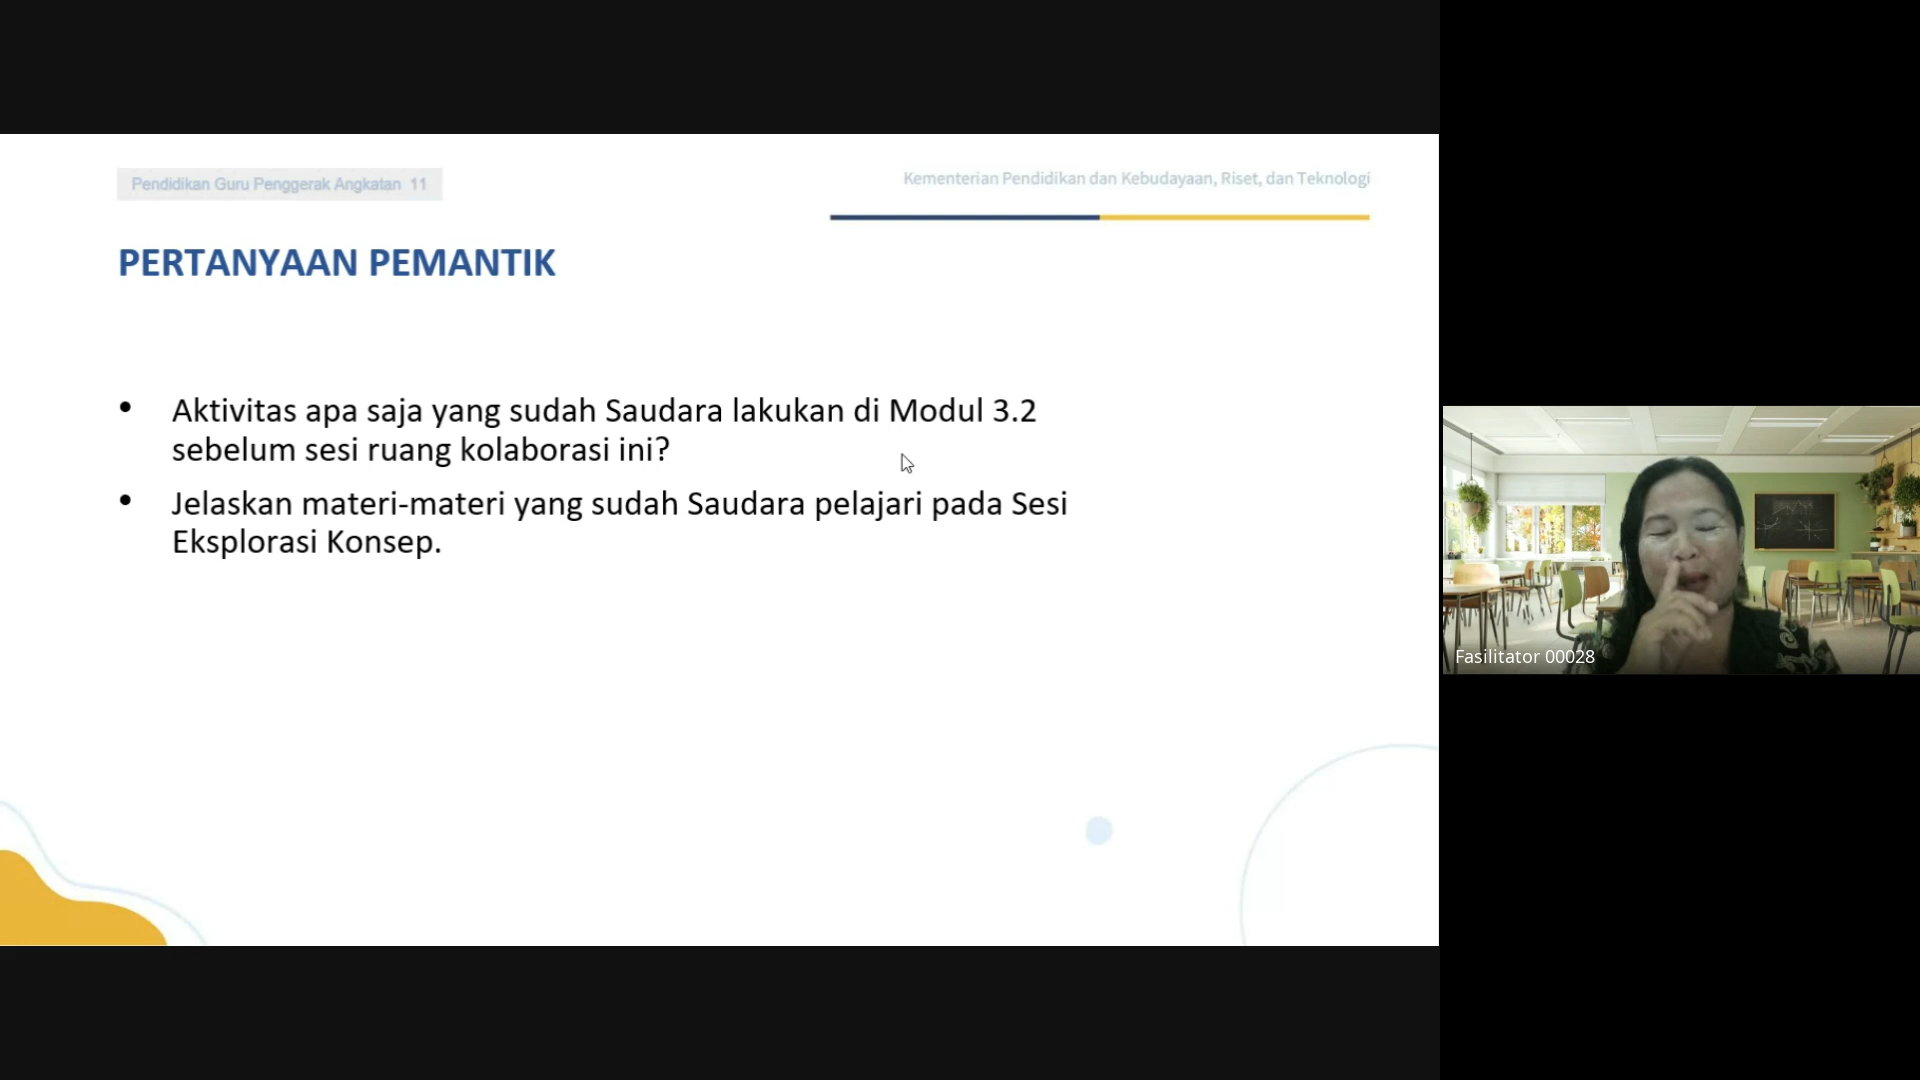 Pendidikan Guru Penggerak Angkatan 11
Kementerian Pendidikan dan Kebudayaan, Riset, dan Teknologi
PERTANYAAN PEMANTIK
• Aktivitas apa saja yang sudah Saudara lakukan di Modul 3.2
sebelum sesi ruang kolaborasi ini?
• Jelaskan materi-materi yang sudah Saudara pelajari pada Sesi
Eksplorasi Konsep.
Fasilitator 00028